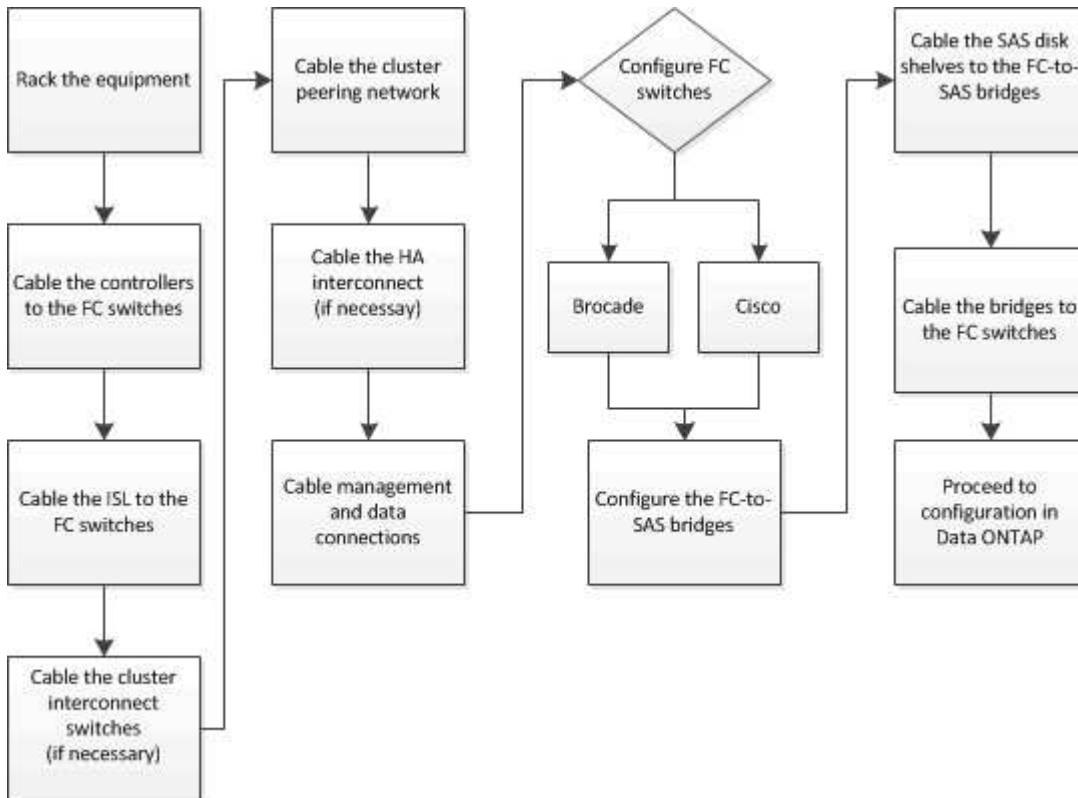 Rack the equipment
Cable the controllers
to the FC switches
Cable the ISL to the
FC switches
Cable the cluster
interconnect
switches
(if necessary)
Cable the cluster
peering network
Cable the HA
interconnect
(if necessay)
Cable management
and data
connections
Configure FC
switches
Brocade
Cisco
Configure the FC-to-
SAS bridges
Cable the SAS disk
shelves to the FC-to-
SAS bridges
Cable the bridges to
the FC switches
Proceed to
configuration in
Data ONTAP